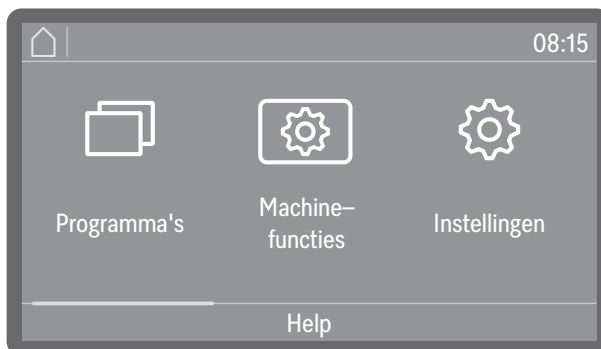 08:15
Programma's
Machine–
functies
Instellingen
Help